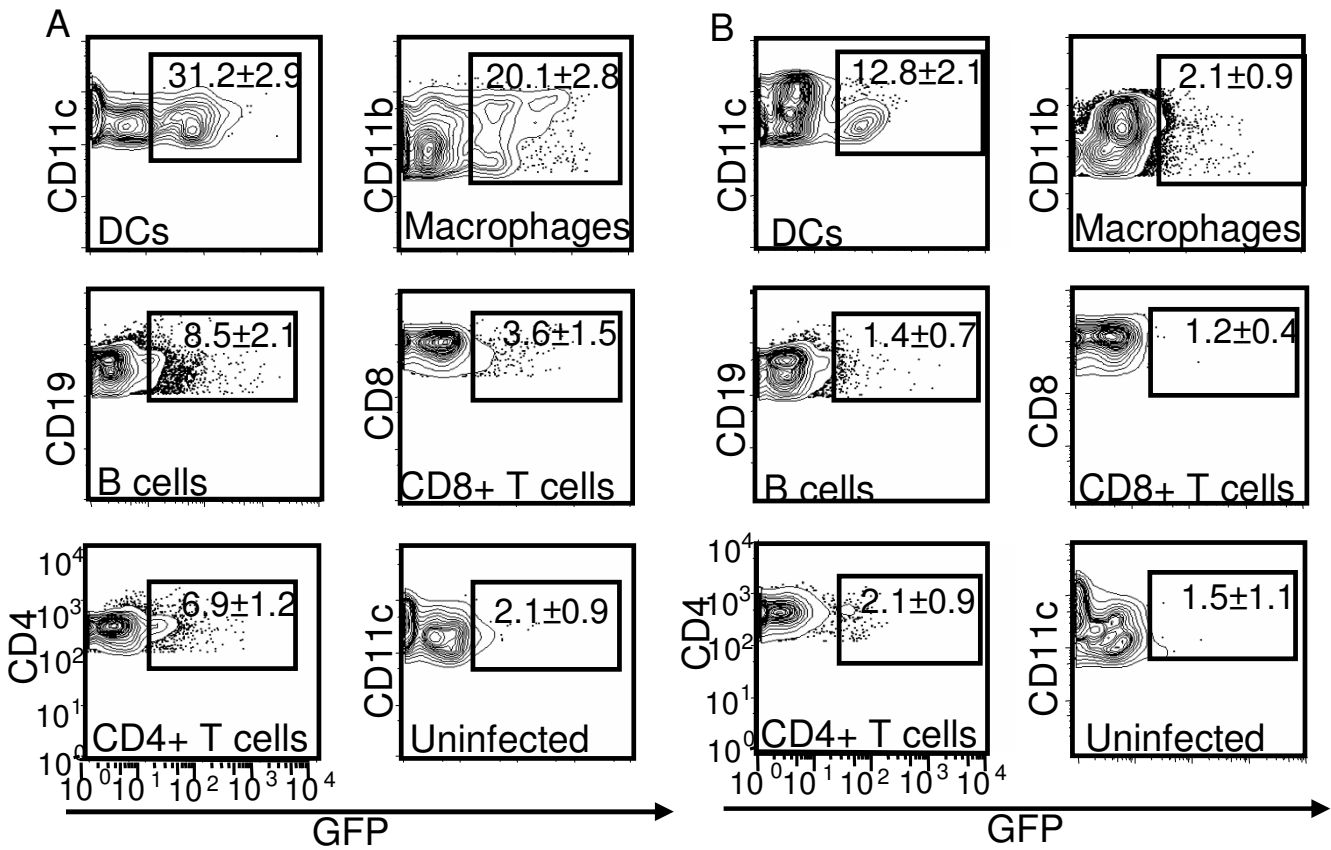 A
CD11c
31.2±2.9
DCs
CD11b
20.1±2.8
Macrophages
CD19
8.5±2.1
B cells
CD8
3.6±1.5
CD8+ T cells
CD4
10^4
10^3
10^2
10^1
10^0
6.9±1.2
CD4+ T cells
10^0 10^1 10^2 10^3 10^4
CD11c
2.1±0.9
Uninfected
GFP
B
CD11c
12.8±2.1
DCs
CD11b
2.1±0.9
Macrophages
CD19
1.4±0.7
B cells
CD8
1.2±0.4
CD8+ T cells
CD4
10^4
10^3
10^2
10^1
10^0
2.1±0.9
CD4+ T cells
10^0 10^1 10^2 10^3 10^4
CD11c
1.5±1.1
Uninfected
GFP